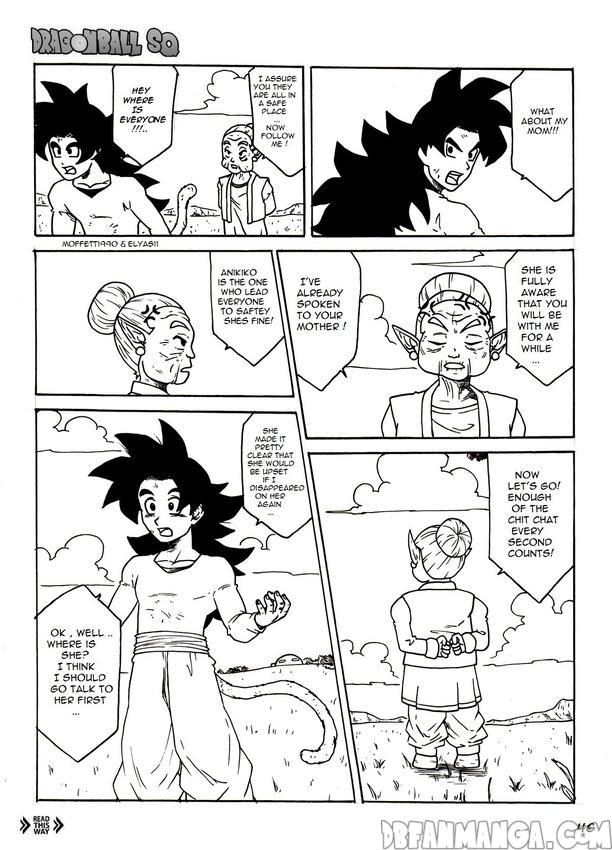 DRAGONBALL SQ
HEY
WHERE
IS
EVERYONE
!!!..
I ASSURE
YOU THEY
ARE ALL IN
A SAFE
PLACE
...
NOW
FOLLOW
ME !
WHAT
ABOUT MY
MOM!!!
MOFFETT1990 & ELYAS11
ANIKIKO
IS THE ONE
WHO LEAD
EVERYONE
TO SAFTEY
SHES FINE!
I'VE
ALREADY
SPOKEN
TO YOUR
MOTHER !
SHE IS
FULLY
AWARE
THAT YOU
WILL BE
WITH ME
FOR A
WHILE
...
SHE
MADE IT
PRETTY
CLEAR THAT
SHE WOULD
BE UPSET
IF I
DISAPPEARED
ON HER
AGAIN
...
OK , WELL ..
WHERE IS
SHE?
I THINK
I SHOULD
GO TALK TO
HER FIRST
....
NOW
LET'S GO!
ENOUGH
OF THE
CHIT CHAT
EVERY
SECOND
COUNTS!
READ
THIS
WAY
46
DBFANMANGA.COM